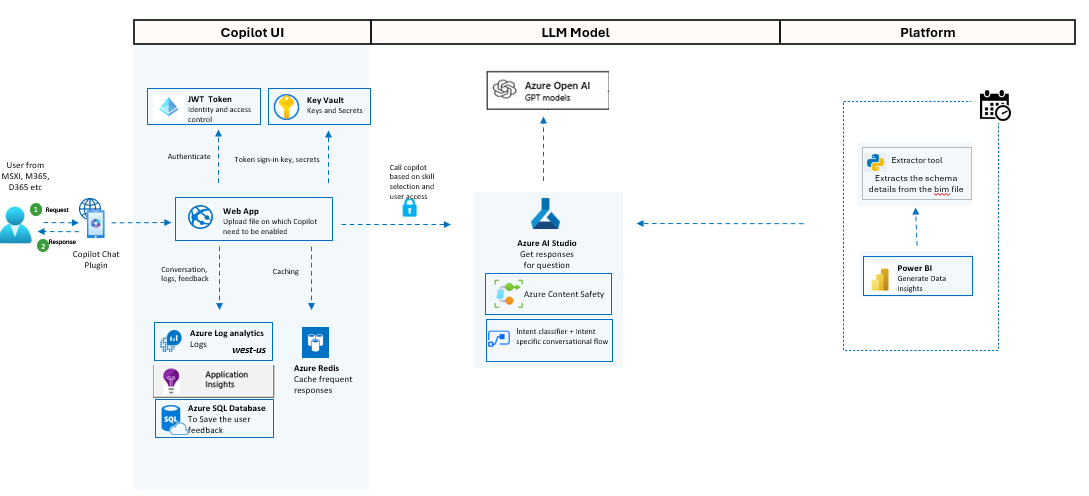 Copilot UI
LLM Model
Platform
JWT Token
Identity and access
control
Key Vault
Keys and Secrets
Authenticate
Token sign-in key, secrets
User from
MSXI, M365,
D365 etc
1
Request
2
Response
Copilot Chat
Plugin
Web App
Upload file on which Copilot
need to be enabled
Conversation,
logs, feedback
Caching
Azure Log analytics
Logs
west-us
Application
Insights
SQL
Azure SQL Database
To Save the user
feedback
Azure Redis
Cache frequent
responses
Call copilot
based on skill
selection and
user access
Azure Open AI
GPT models
Azure AI Studio
Get responses
for question
Azure Content Safety
Intent classifier + Intent
specific conversational flow
Extractor tool
Extracts the schema
details from the bim file
Power BI
Generate Data
Insights